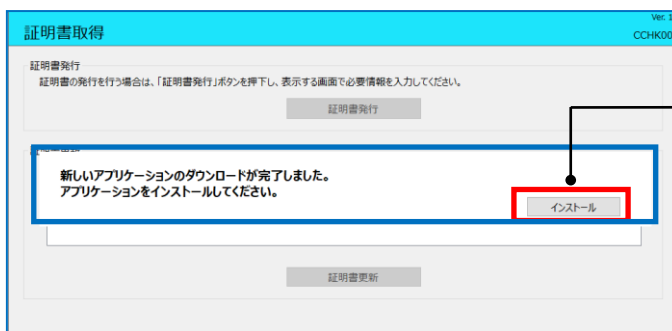 Ver. 1
証明書取得
CCHK00
証明書発行
証明書の発行を行う場合は、「証明書発行」ボタンを押下し、表示する画面で必要情報を入力してください。
証明書発行
新しいアプリケーションのダウンロードが完了しました。
アプリケーションをインストールしてください。
インストール
証明書更新